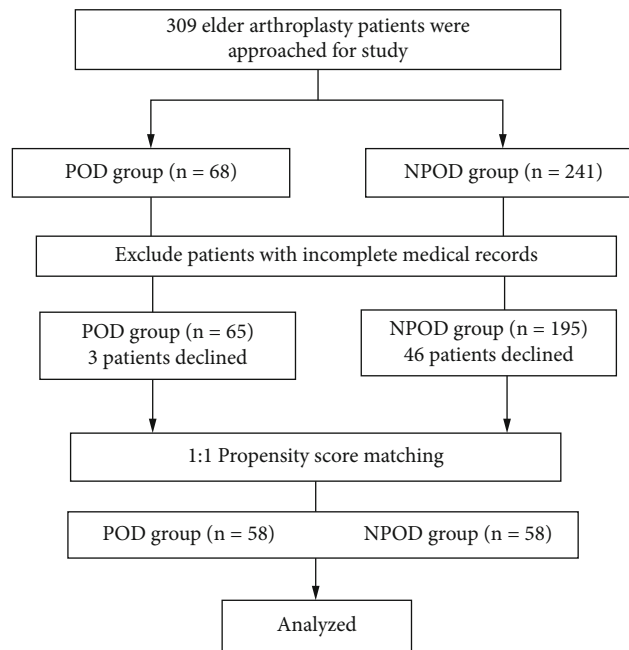 309 elder arthroplasty patients were
approached for study
POD group (n = 68)
NPOD group (n = 241)
Exclude patients with incomplete medical records
POD group (n = 65)
3 patients declined
NPOD group (n = 195)
46 patients declined
1:1 Propensity score matching
POD group (n = 58)
NPOD group (n = 58)
Analyzed